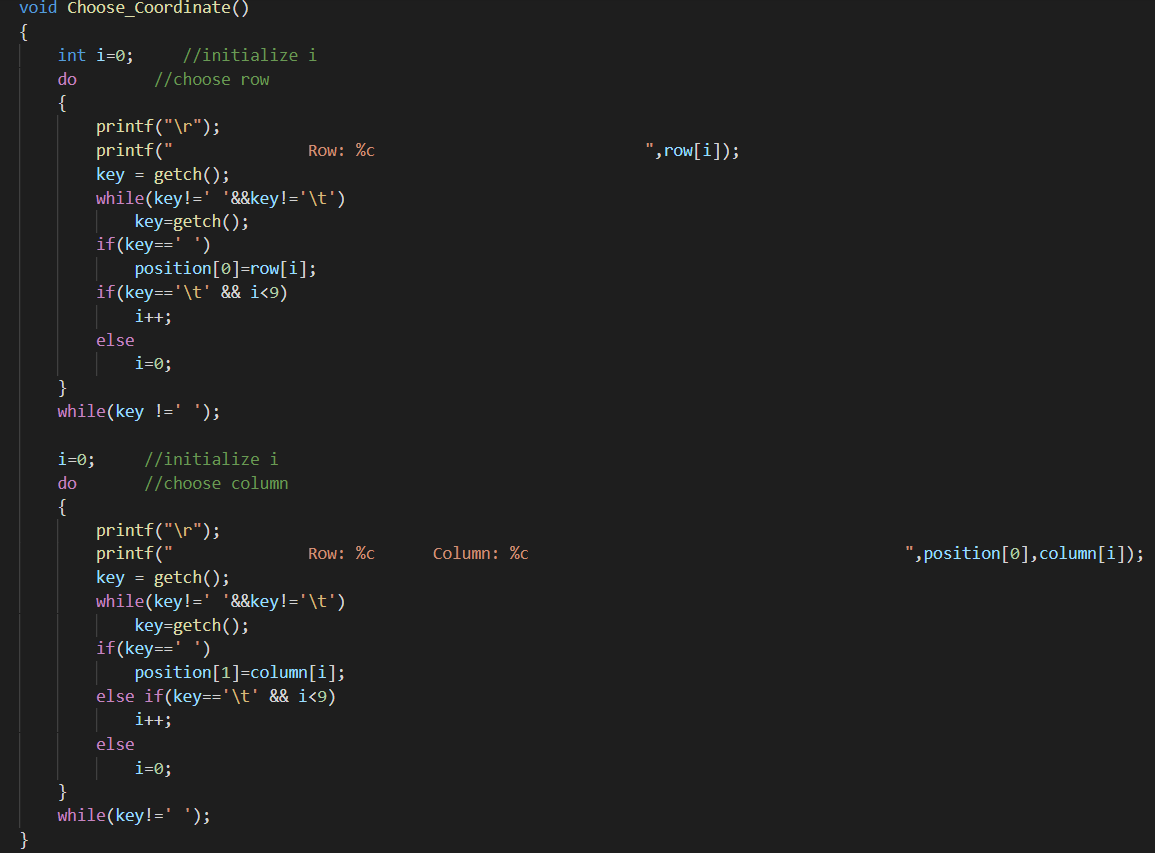 void Choose_Coordinate()
{
    int i=0;     //initialize i
    do        //choose row
    {
        printf("\r");
        printf("              Row: %c                            ",row[i]);
        key = getch();
        while(key!=' '&&key!='\t')
            key=getch();
        if(key==' ')
            position[0]=row[i];
        if(key=='\t' && i<9)
            i++;
        else
            i=0;
    }
    while(key !=' ');

    i=0;     //initialize i
    do       //choose column
    {
        printf("\r");
        printf("              Row: %c      Column: %c                                       ",position[0],column[i]);
        key = getch();
        while(key!=' '&&key!='\t')
            key=getch();
        if(key==' ')
            position[1]=column[i];
        else if(key=='\t' && i<9)
            i++;
        else
            i=0;
    }
    while(key!=' ');
}